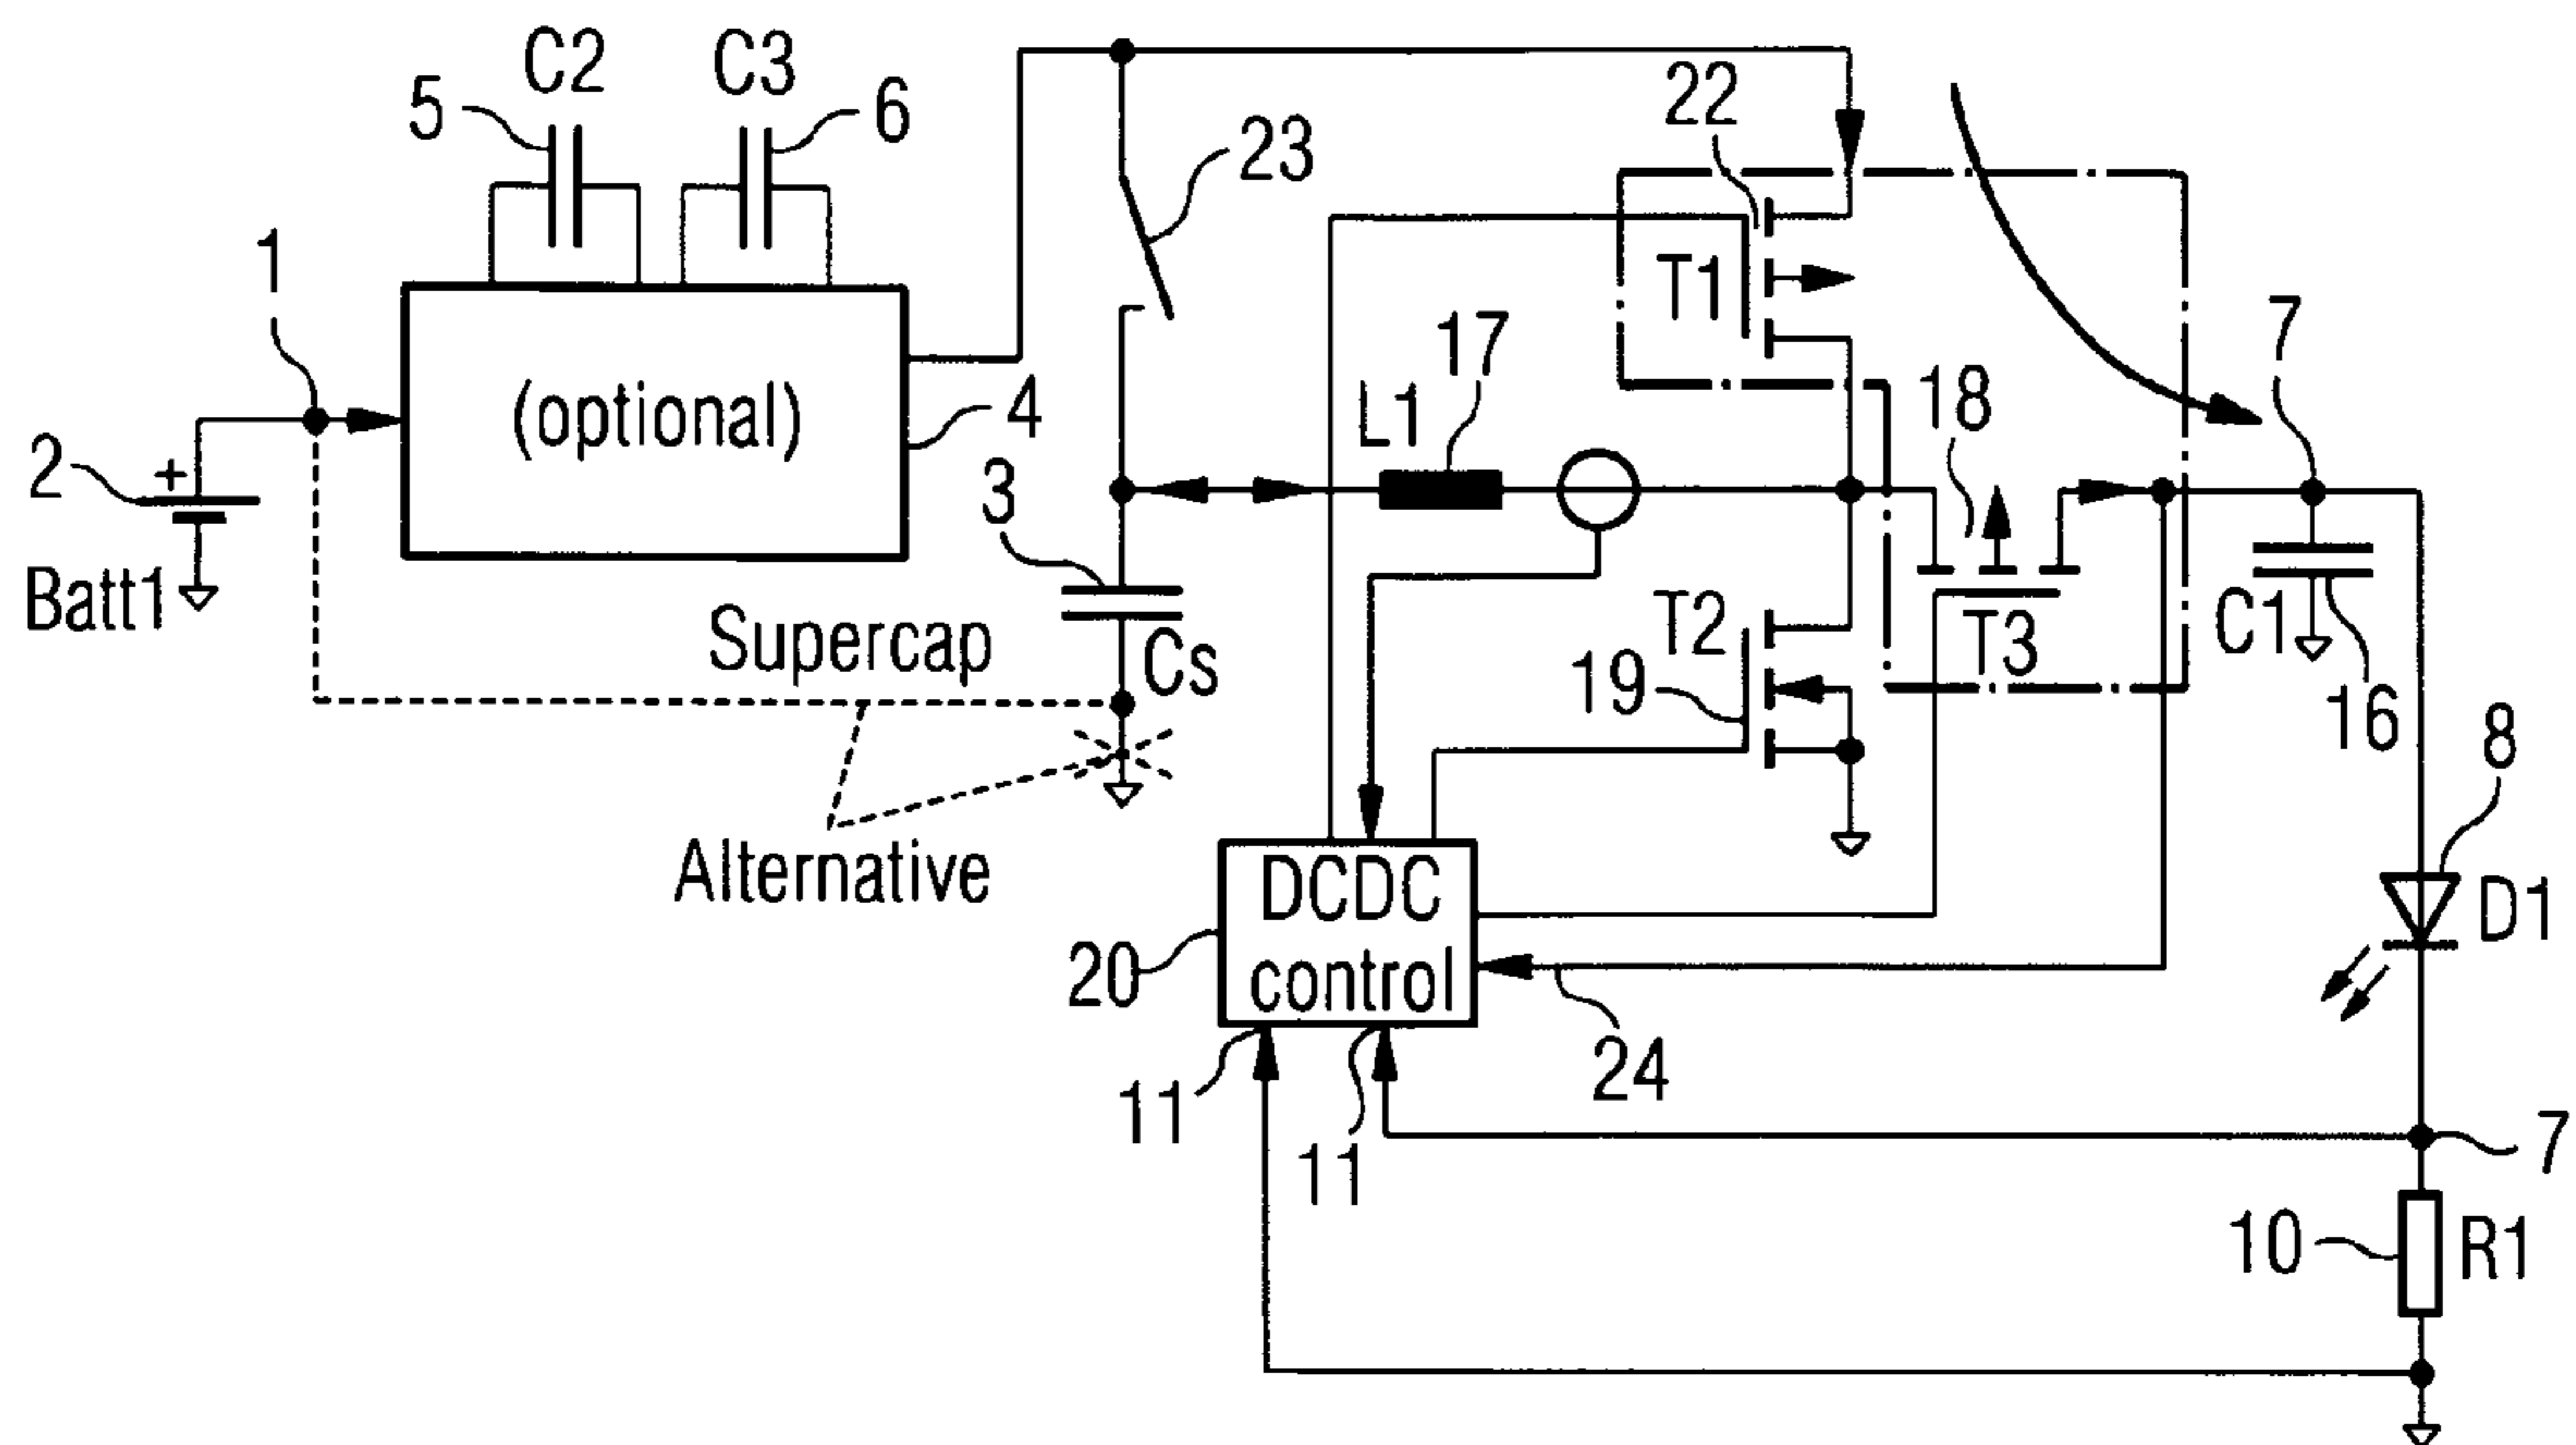 C2
C3
5
6
22
23
1
T1
7
17
(optional)
4
L1
18
2
+
3
Batt1
T2
C1
Supercap
Cs
T3
19
16
8
Alternative
DCDC
control
D1
20
24
11
11
7
10
R1